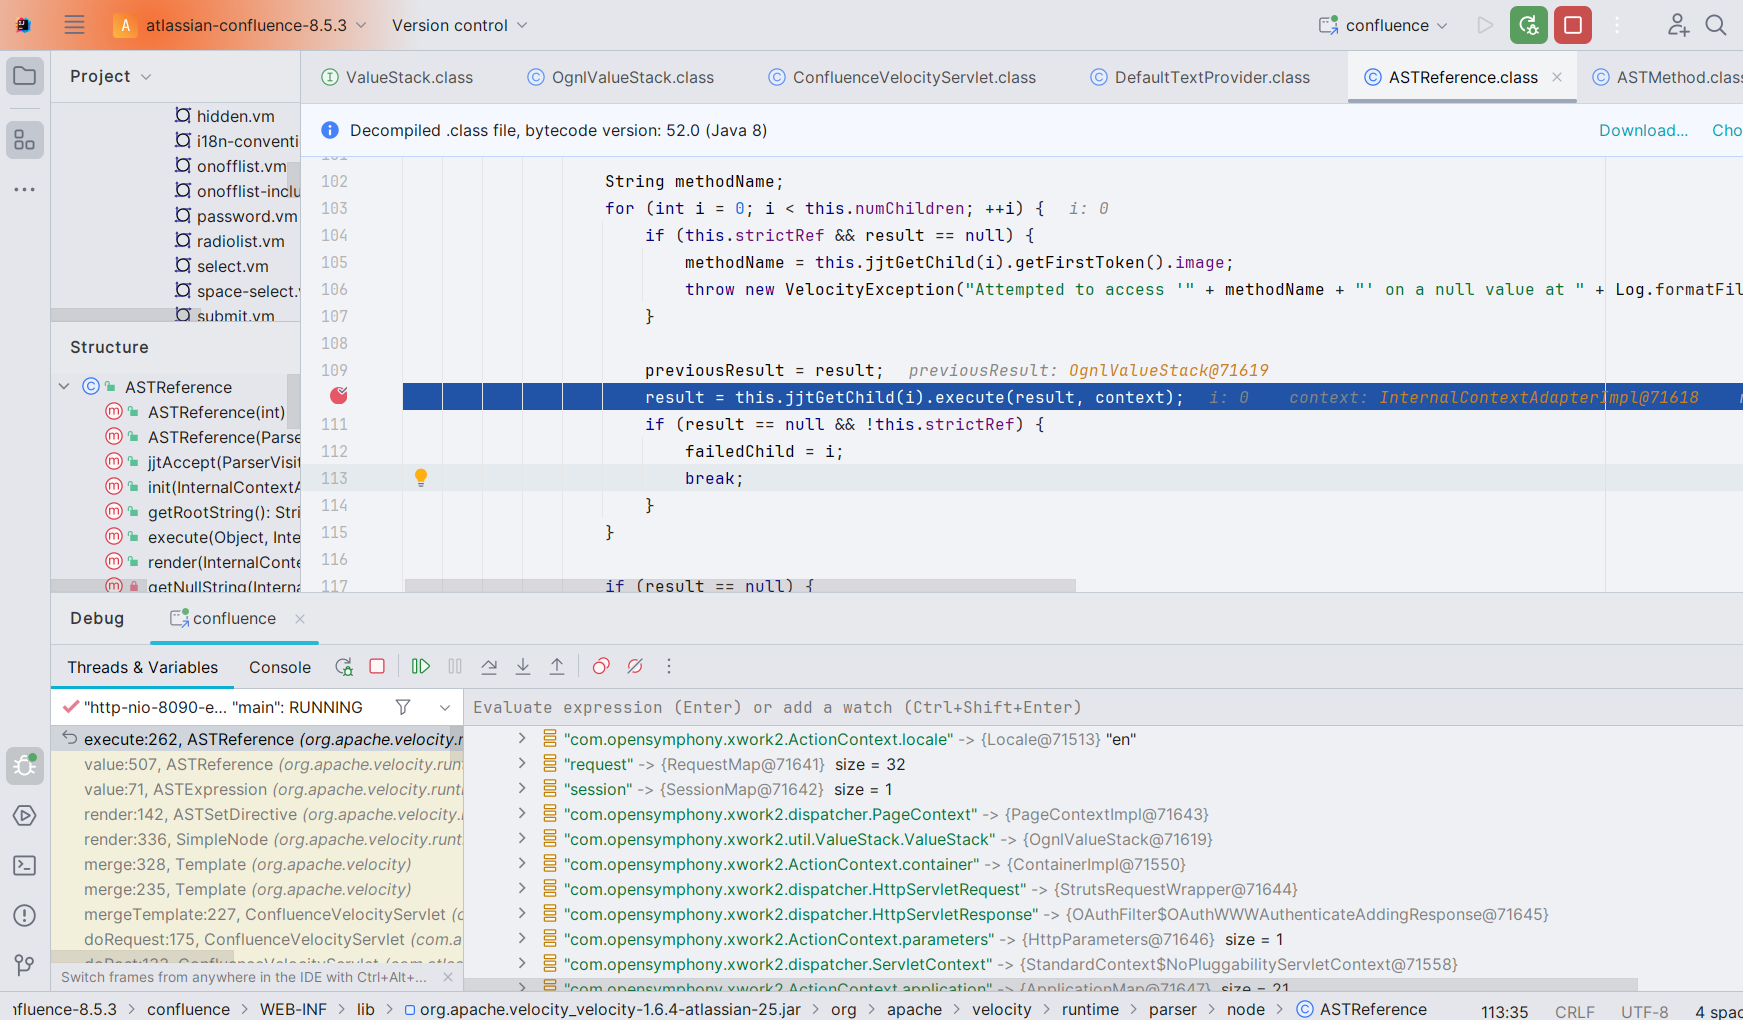 A atlassian-confluence-8.5.3 Version control confluence
Project
ValueStack.class OgnlValueStack.class ConfluenceVelocityServlet.class DefaultTextProvider.class ASTReference.class ASTMethod.class
Decompiled .class file, bytecode version: 52.0 (Java 8) Download... Cho
hidden.vm
i18n-conventi
onofflist.vm
onofflist-inclu
password.vm
radiolist.vm
select.vm
space-select.
submit.vm
101
102 String methodName;
103 for (int i = 0; i < this.numChildren; ++i) { i: 0
104 if (this.strictRef && result == null) {
105 methodName = this.jjtGetChild(i).getFirstToken().image;
106 throw new VelocityException("Attempted to access '" + methodName + "' on a null value at " + Log.formatFil
107 }
108
109 previousResult = result; previousResult: OgnlValueStack@71619
result = this.jjtGetChild(i).execute(result, context); i: 0 context: InternalContextAdapterImpl@71618
111 if (result == null && !this.strictRef) {
112 failedChild = i;
113 break;
114 }
115 }
116
117 if (result == null) {
Structure
ASTReference
ASTReference(int)
ASTReference(Pars
jjtAccept(ParserVisit
init(InternalContextA
getRootString(): Stri
execute(Object, Inte
render(InternalConte
getNullString(Interna
Debug confluence
Threads & Variables Console
"http-nio-8090-e... "main": RUNNING
Evaluate expression (Enter) or add a watch (Ctrl+Shift+Enter)
execute:262, ASTReference (org.apache.velocity.r
value:507, ASTReference (org.apache.velocity.runt
value:71, ASTExpression (org.apache.velocity.runti
render:142, ASTSetDirective (org.apache.velocity.
render:336, SimpleNode (org.apache.velocity.runt
merge:328, Template (org.apache.velocity)
merge:235, Template (org.apache.velocity)
mergeTemplate:227, ConfluenceVelocityServlet (c
doRequest:175, ConfluenceVelocityServlet (com.a
Switch frames from anywhere in the IDE with Ctrl+Alt+...
"com.opensymphony.xwork2.ActionContext.locale" -> {Locale@71513} "en"
"request" -> {RequestMap@71641} size = 32
"session" -> {SessionMap@71642} size = 1
"com.opensymphony.xwork2.dispatcher.PageContext" -> {PageContextImpl@71643}
"com.opensymphony.xwork2.util.ValueStack.ValueStack" -> {OgnlValueStack@71619}
"com.opensymphony.xwork2.ActionContext.container" -> {ContainerImpl@71550}
"com.opensymphony.xwork2.dispatcher.HttpServletRequest" -> {StrutsRequestWrapper@71644}
"com.opensymphony.xwork2.dispatcher.HttpServletResponse" -> {OAuthFilter$OAuthWWWAuthenticateAddingResponse@71645}
"com.opensymphony.xwork2.ActionContext.parameters" -> {HttpParameters@71646} size = 1
"com.opensymphony.xwork2.dispatcher.ServletContext" -> {StandardContext$NoPluggabilityServletContext@71558}
"com.opensymphony.xwork2.ActionContext.application" -> {ApplicationMap@71647} size = 21
nfluence-8.5.3 > confluence > WEB-INF > lib > org.apache.velocity_velocity-1.6.4-atlassian-25.jar > org > apache > velocity > runtime > parser > node > ASTReference 113:35 CRLF UTF-8 4 spac